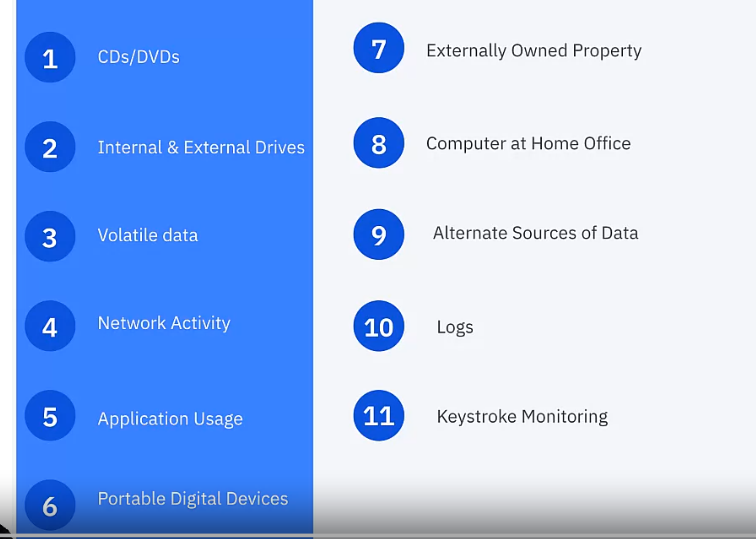 1 CDs/DVDs
2 Internal & External Drives
3 Volatile data
4 Network Activity
5 Application Usage
6 Portable Digital Devices
7 Externally Owned Property
8 Computer at Home Office
9 Alternate Sources of Data
10 Logs
11 Keystroke Monitoring